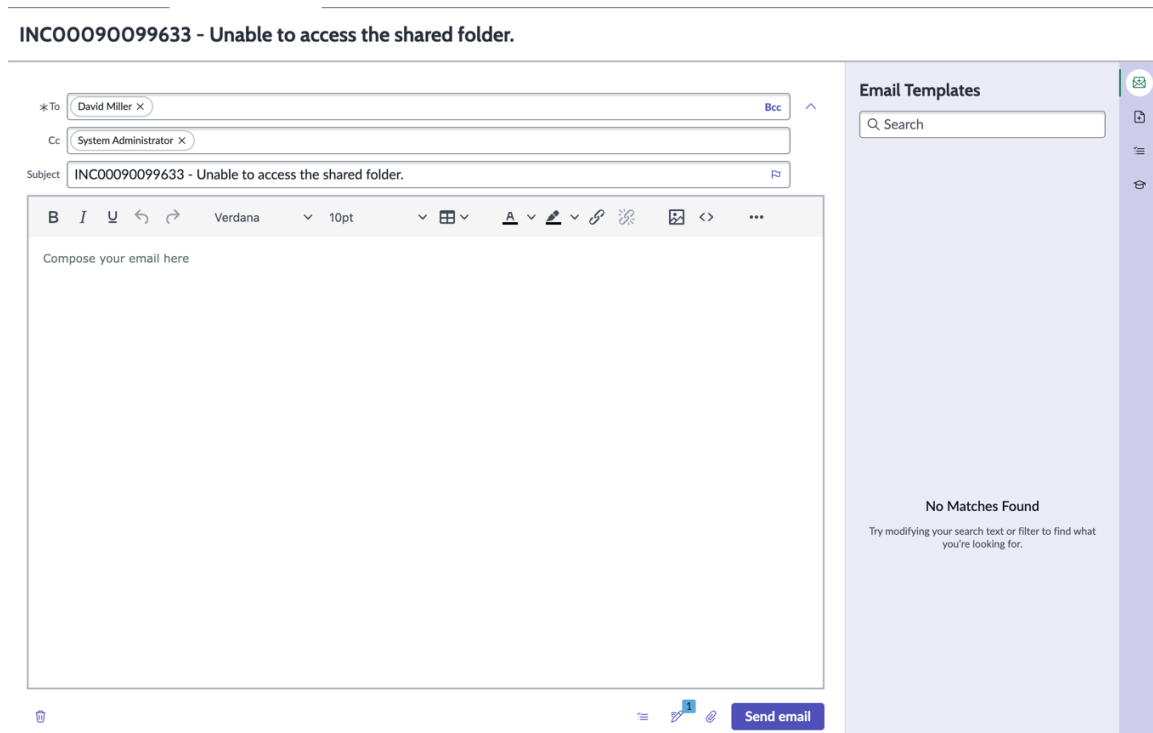 INC00090099633 - Unable to access the shared folder.
*To David Miller × Bcc
Cc System Administrator ×
Subject INC00090099633 - Unable to access the shared folder.
B I U Verdana 10pt A <> •••
Compose your email here
1
Send email
Email Templates
Search
No Matches Found
Try modifying your search text or filter to find what
you're looking for.